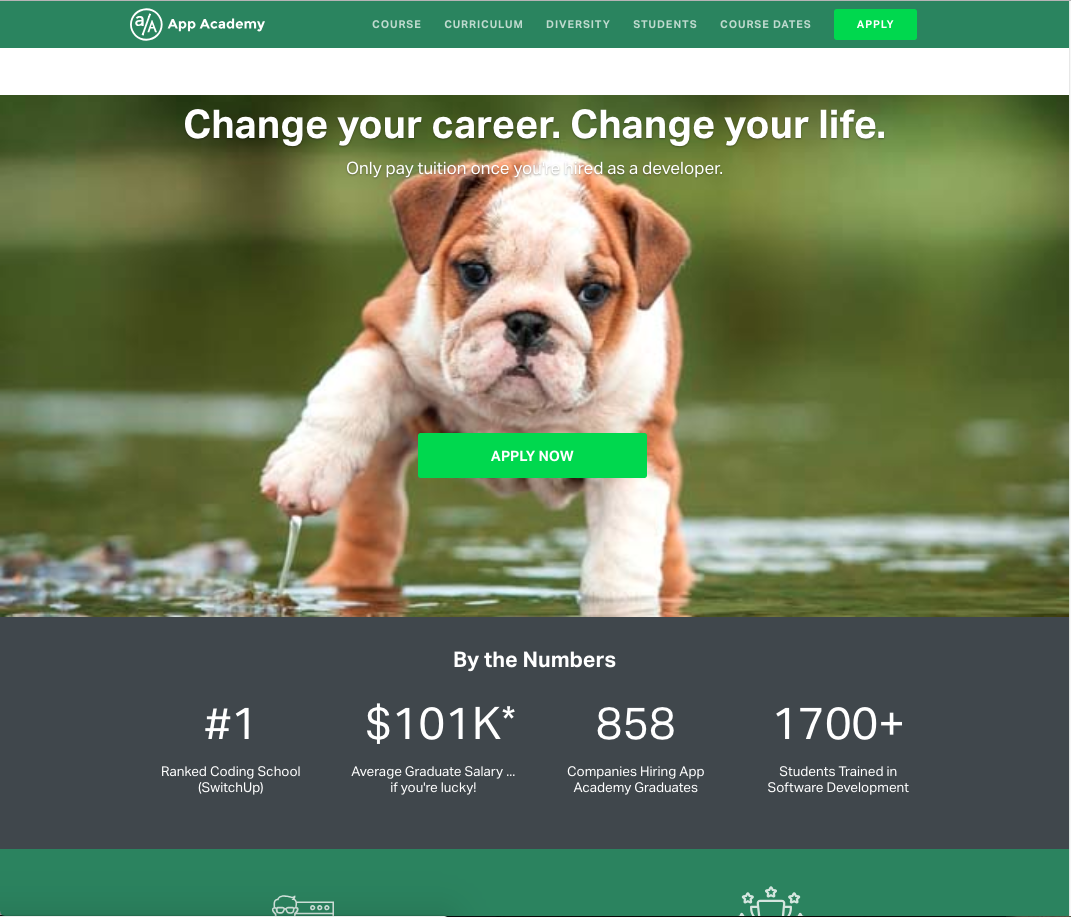 a/A App Academy
COURSE CURRICULUM DIVERSITY STUDENTS COURSE DATES APPLY
Change your career. Change your life.
Only pay tuition once you're hired as a developer.
APPLY NOW
By the Numbers
#1
$101K*
858
1700+
Ranked Coding School
(SwitchUp)
Average Graduate Salary ...
if you're lucky!
Companies Hiring App
Academy Graduates
Students Trained in
Software Development